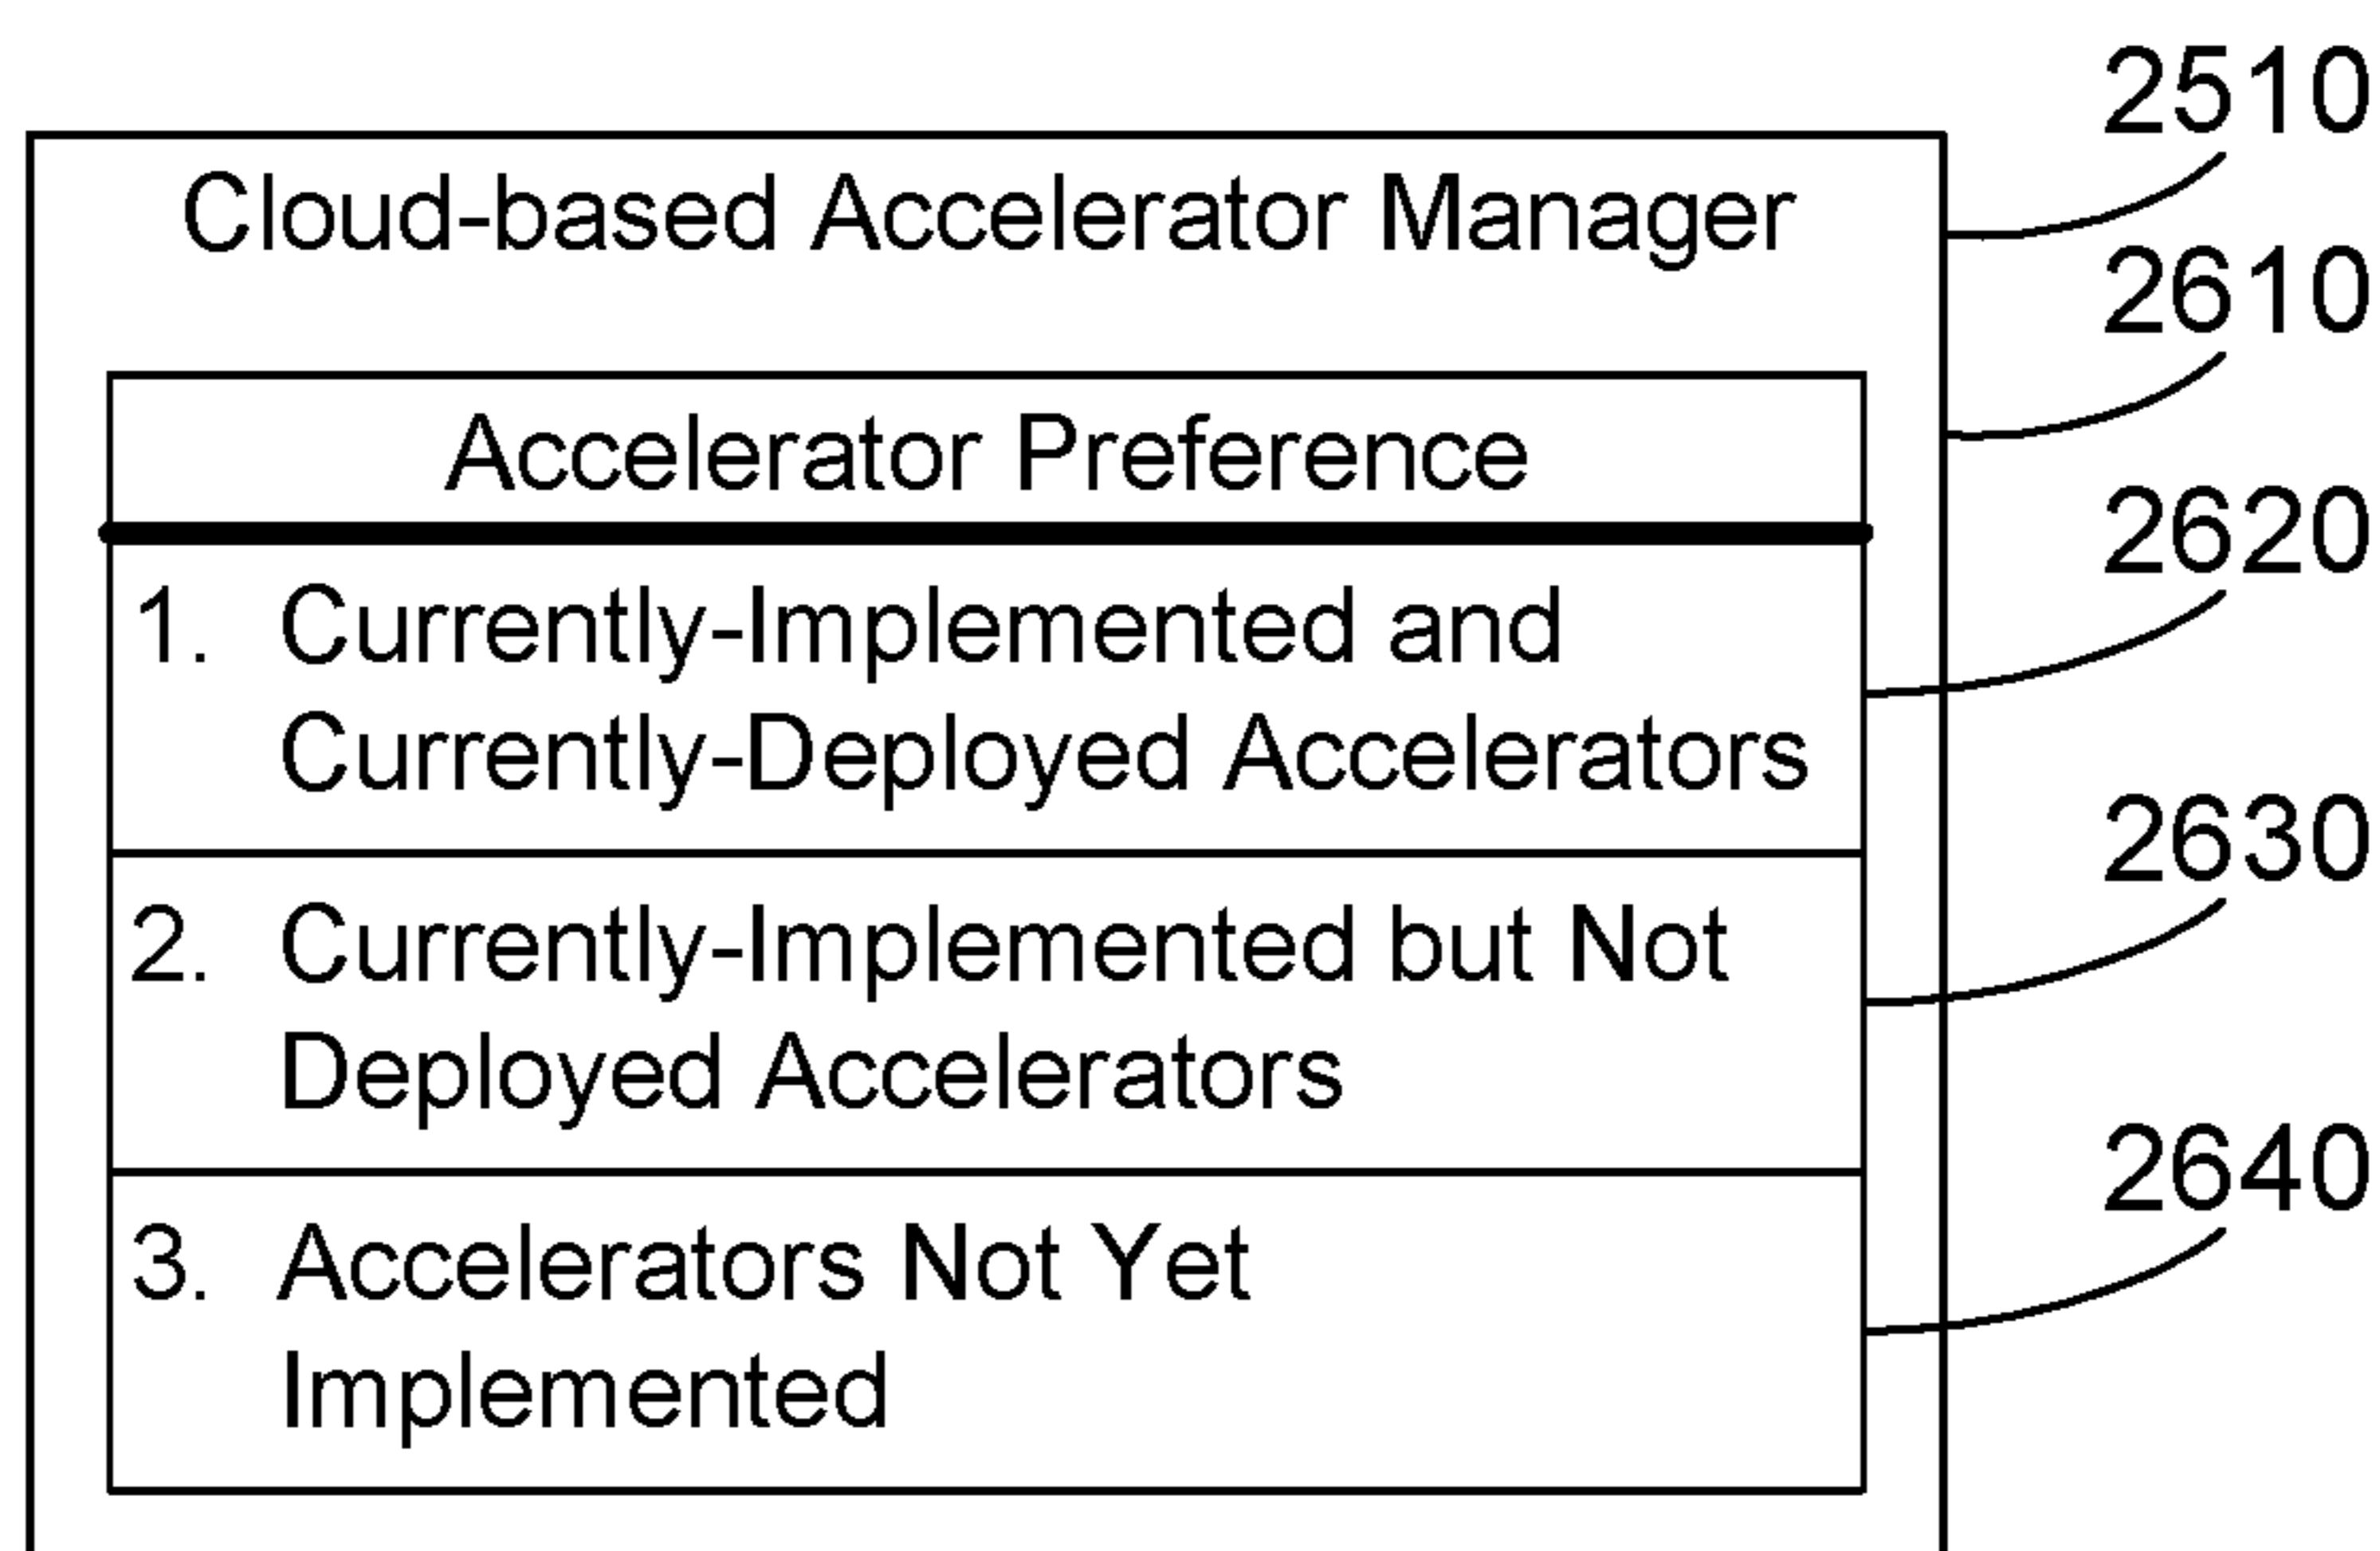 2510
Cloud-based Accelerator Manager
2610
Accelerator Preference
2620
1. Currently-Implemented and
Currently-Deployed Accelerators
2630
2. Currently-Implemented but Not
Deployed Accelerators
2640
3. Accelerators Not Yet
Implemented